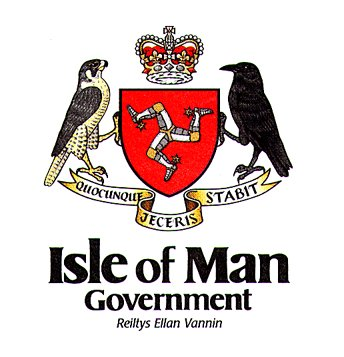 QUOCUNQUE JECERIS STABIT
Isle of Man
Government
Reiltys Ellan Vannin